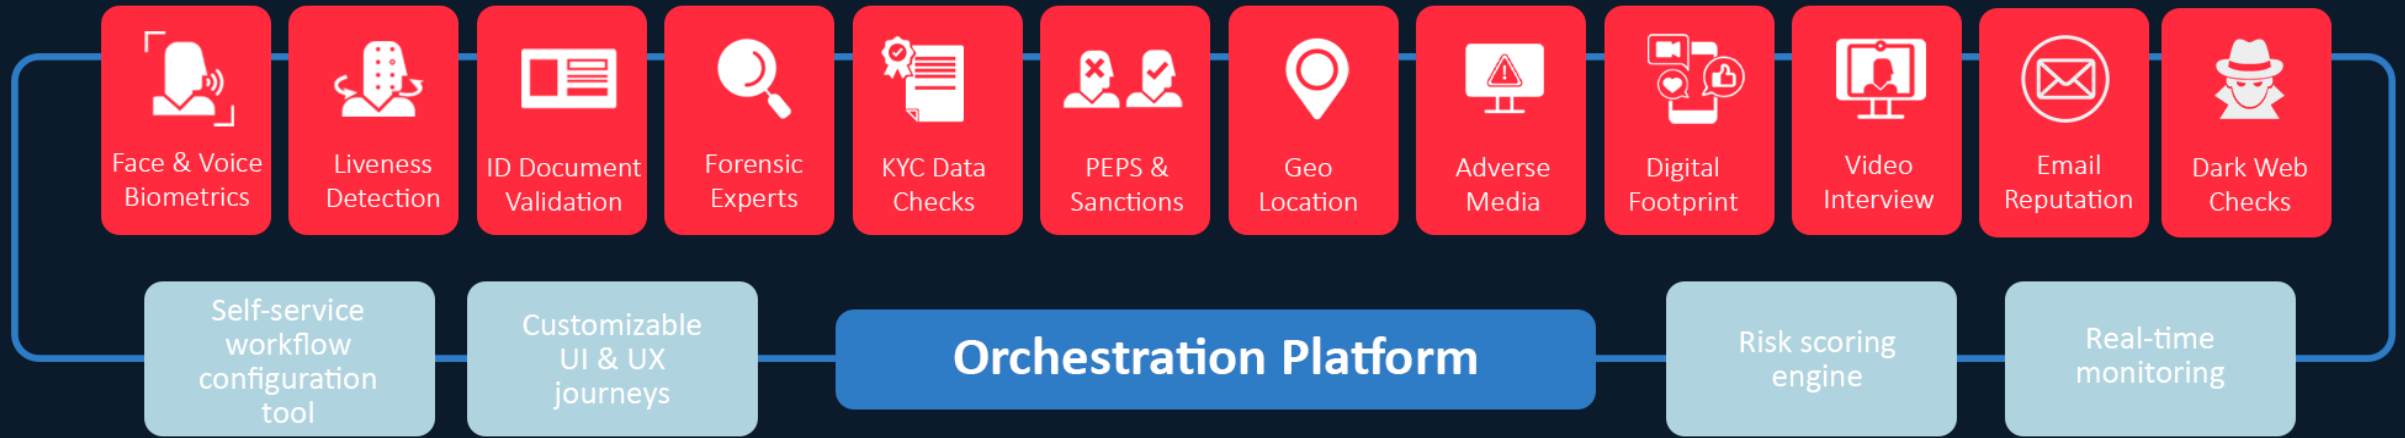 Face & Voice
Biometrics
Liveness
Detection
ID Document
Validation
Forensic
Experts
KYC Data
Checks
PEPS &
Sanctions
Geo
Location
Adverse
Media
Digital
Footprint
Video
Interview
Email
Reputation
Dark Web
Checks
Self-service
workflow
configuration
tool
Customizable
UI & UX
journeys
Orchestration Platform
Risk scoring
engine
Real-time
monitoring